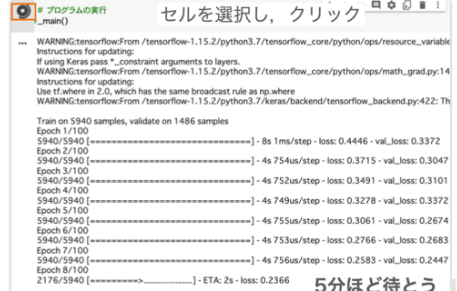 # プログラムの実行
セルを選択し，クリック
_main()
WARNING:tensorflow:From /tensorflow-1.15.2/python3.7/tensorflow_core/python/ops/resource_variable
Instructions for updating:
If using Keras pass *_constraint arguments to layers.
WARNING:tensorflow:From /tensorflow-1.15.2/python3.7/tensorflow_core/python/ops/math_grad.py:14
Instructions for updating:
Use tf.where in 2.0, which has the same broadcast rule as np.where
WARNING:tensorflow:From /tensorflow-1.15.2/python3.7/keras/backend/tensorflow_backend.py:422: Th
Train on 5940 samples, validate on 1486 samples
Epoch 1/100
5940/5940 [==============================] - 8s 1ms/step - loss: 0.4446 - val_loss: 0.3372
Epoch 2/100
5940/5940 [==============================] - 4s 754us/step - loss: 0.3715 - val_loss: 0.3047
Epoch 3/100
5940/5940 [==============================] - 4s 752us/step - loss: 0.3491 - val_loss: 0.3101
Epoch 4/100
5940/5940 [==============================] - 4s 749us/step - loss: 0.3278 - val_loss: 0.3372
Epoch 5/100
5940/5940 [==============================] - 4s 755us/step - loss: 0.3061 - val_loss: 0.2674
Epoch 6/100
5940/5940 [==============================] - 4s 753us/step - loss: 0.2766 - val_loss: 0.2683
Epoch 7/100
5940/5940 [==============================] - 4s 756us/step - loss: 0.2583 - val_loss: 0.2447
Epoch 8/100
2176/5940 [=========>....................] - ETA: 2s - loss: 0.2366
5分ほど待とう